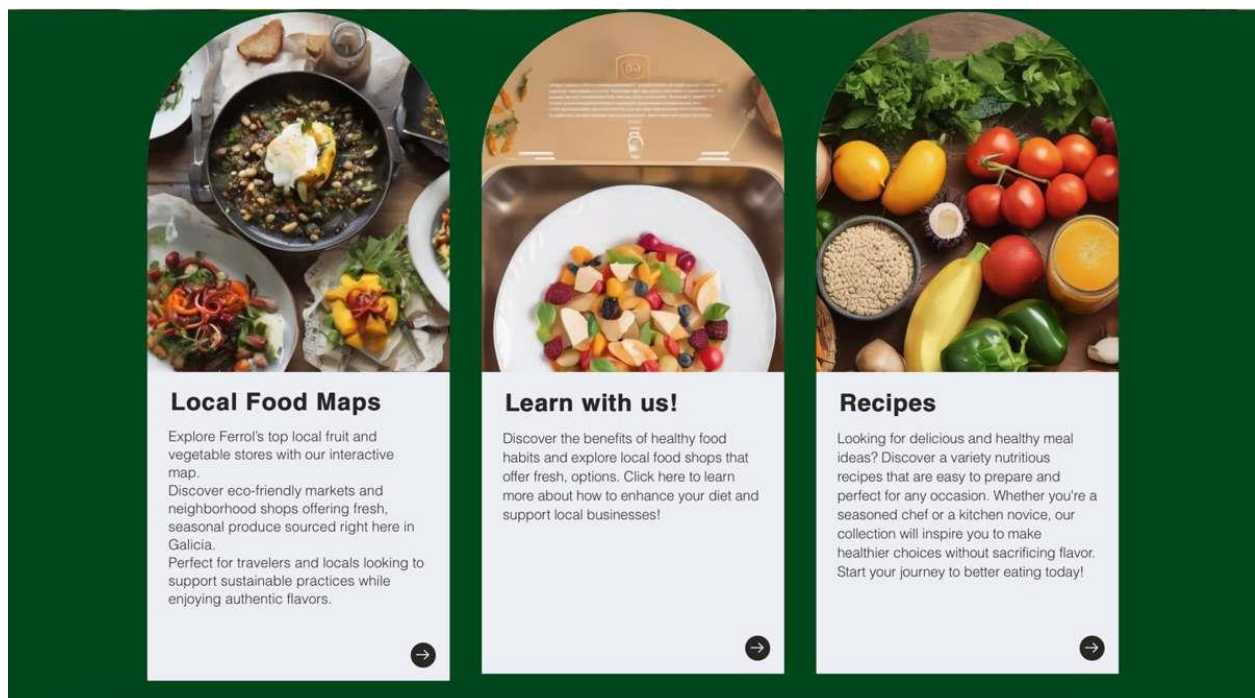 Local Food Maps
Explore Ferrol's top local fruit and
vegetable stores with our interactive
map.
Discover eco-friendly markets and
neighborhood shops offering fresh,
seasonal produce sourced right here in
Galicia.
Perfect for travelers and locals looking to
support sustainable practices while
enjoying authentic flavors.
Learn with us!
Discover the benefits of healthy food
habits and explore local food shops that
offer fresh, options. Click here to learn
more about how to enhance your diet and
support local businesses!
Recipes
Looking for delicious and healthy meal
ideas? Discover a variety nutritious
recipes that are easy to prepare and
perfect for any occasion. Whether you're a
seasoned chef or a kitchen novice, our
collection will inspire you to make
healthier choices without sacrificing flavor.
Start your journey to better eating today!